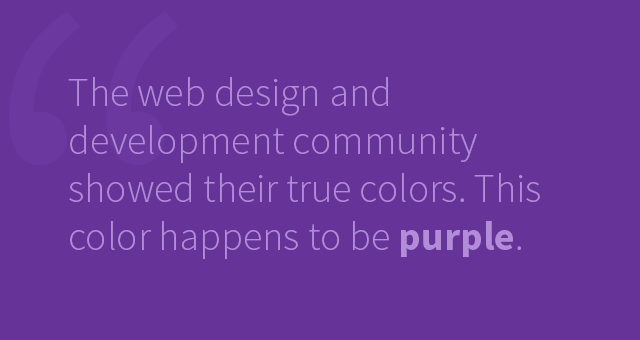 The web design and
development community
showed their true colors. This
color happens to be purple.